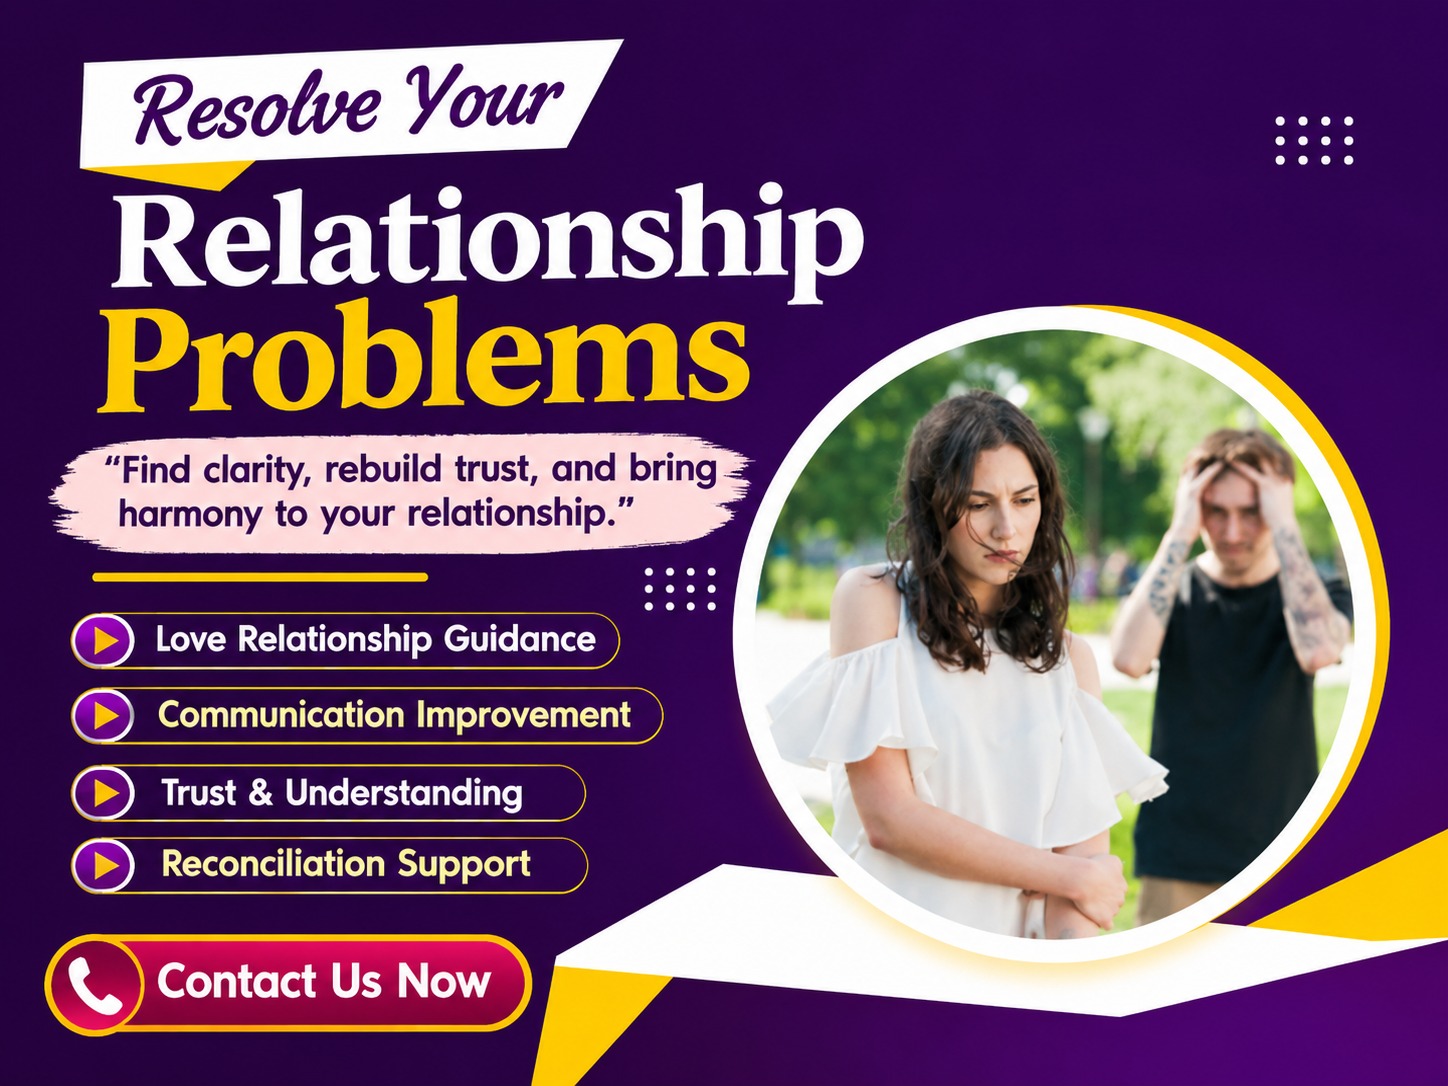 Resolve Your
Relationship
Problems
“Find clarity, rebuild trust, and bring
harmony to your relationship.”
Love Relationship Guidance
Communication Improvement
Trust & Understanding
Reconciliation Support
Contact Us Now